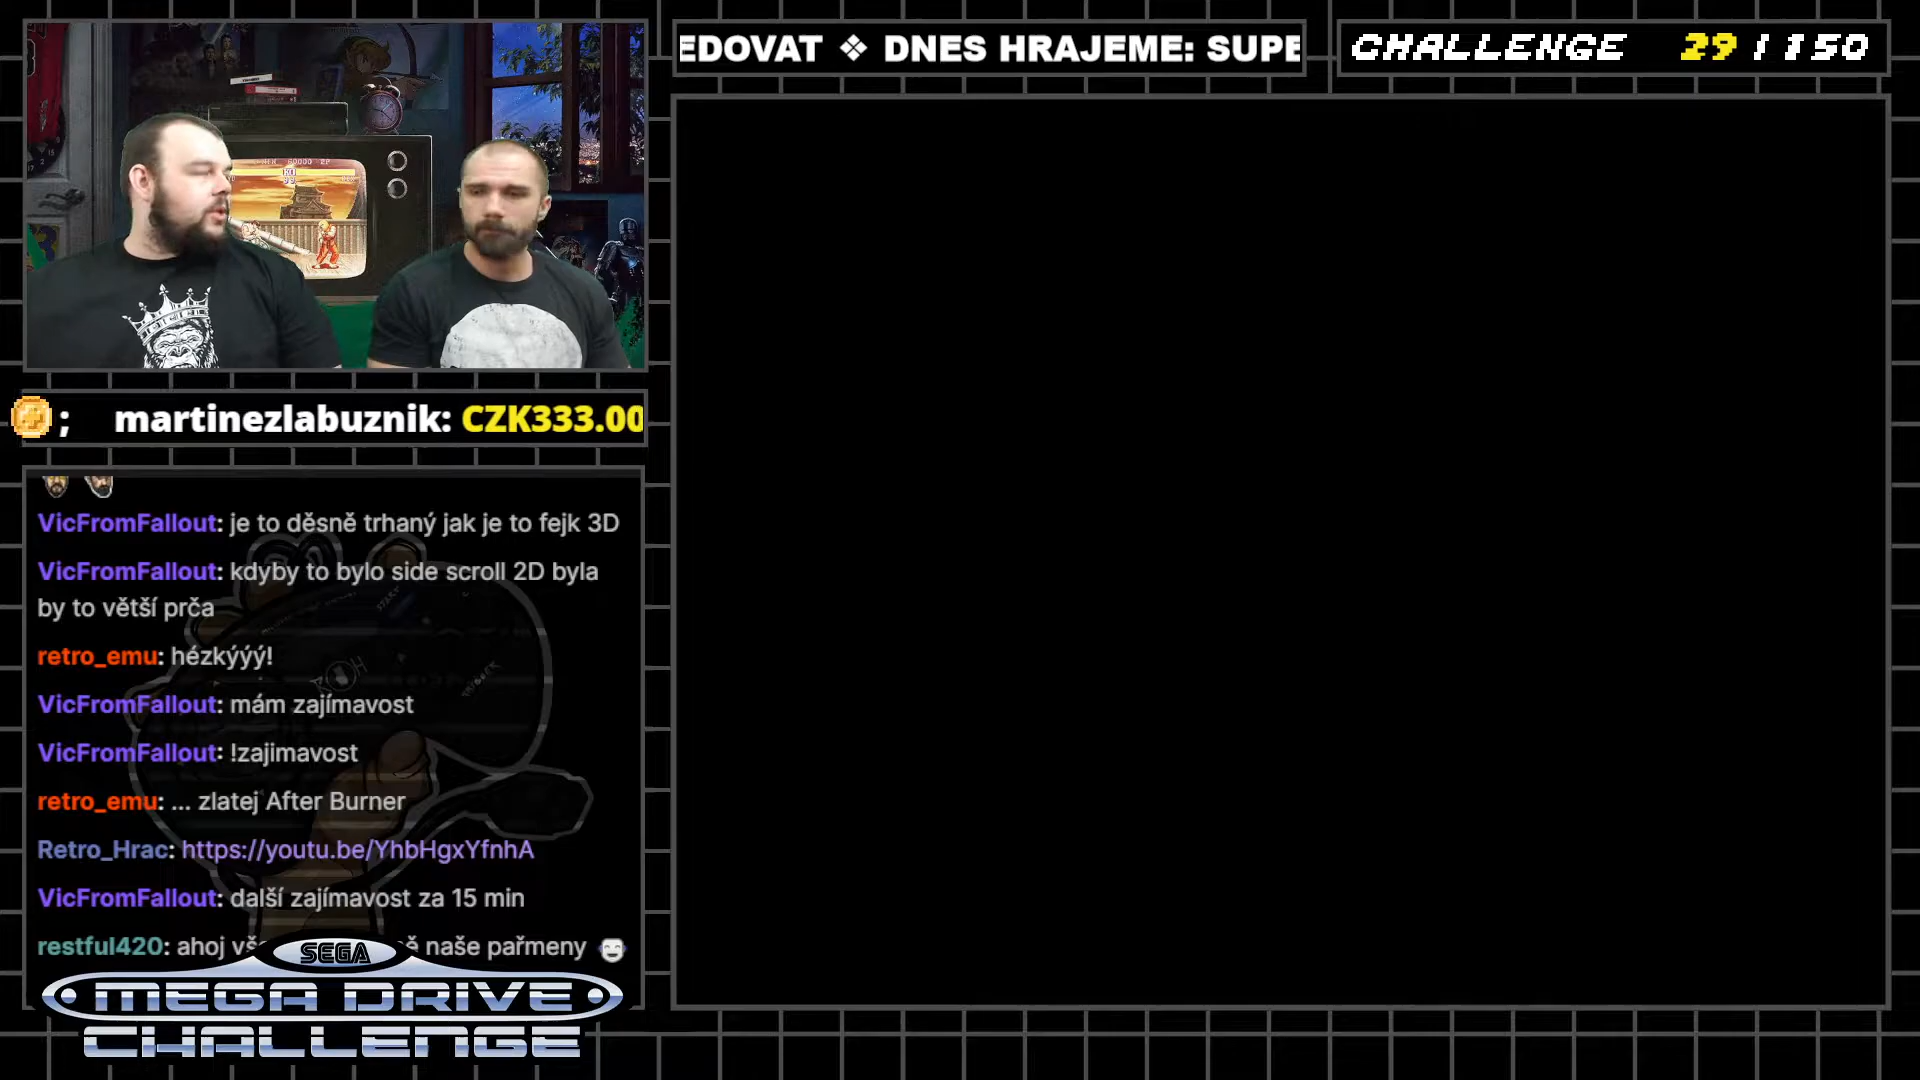 EDOVAT ❖ DNES HRAJEME: SUPE
CHALLENGE 29 / 150
; martinezlabuznik: CZK333.00
VicFromFallout: je to děsně trhaný jak je to fejk 3D
VicFromFallout: kdyby to bylo side scroll 2D byla
by to větší prča
retro_emu: hézkýýý!
VicFromFallout: mám zajímavost
VicFromFallout: !zajimavost
retro_emu: ... zlatej After Burner
Retro_Hrac: https://youtu.be/YhbHgxYfnhA
VicFromFallout: další zajímavost za 15 min
restful420: ahoj naše pařmeny
SEGA
MEGA DRIVE
CHALLENGE